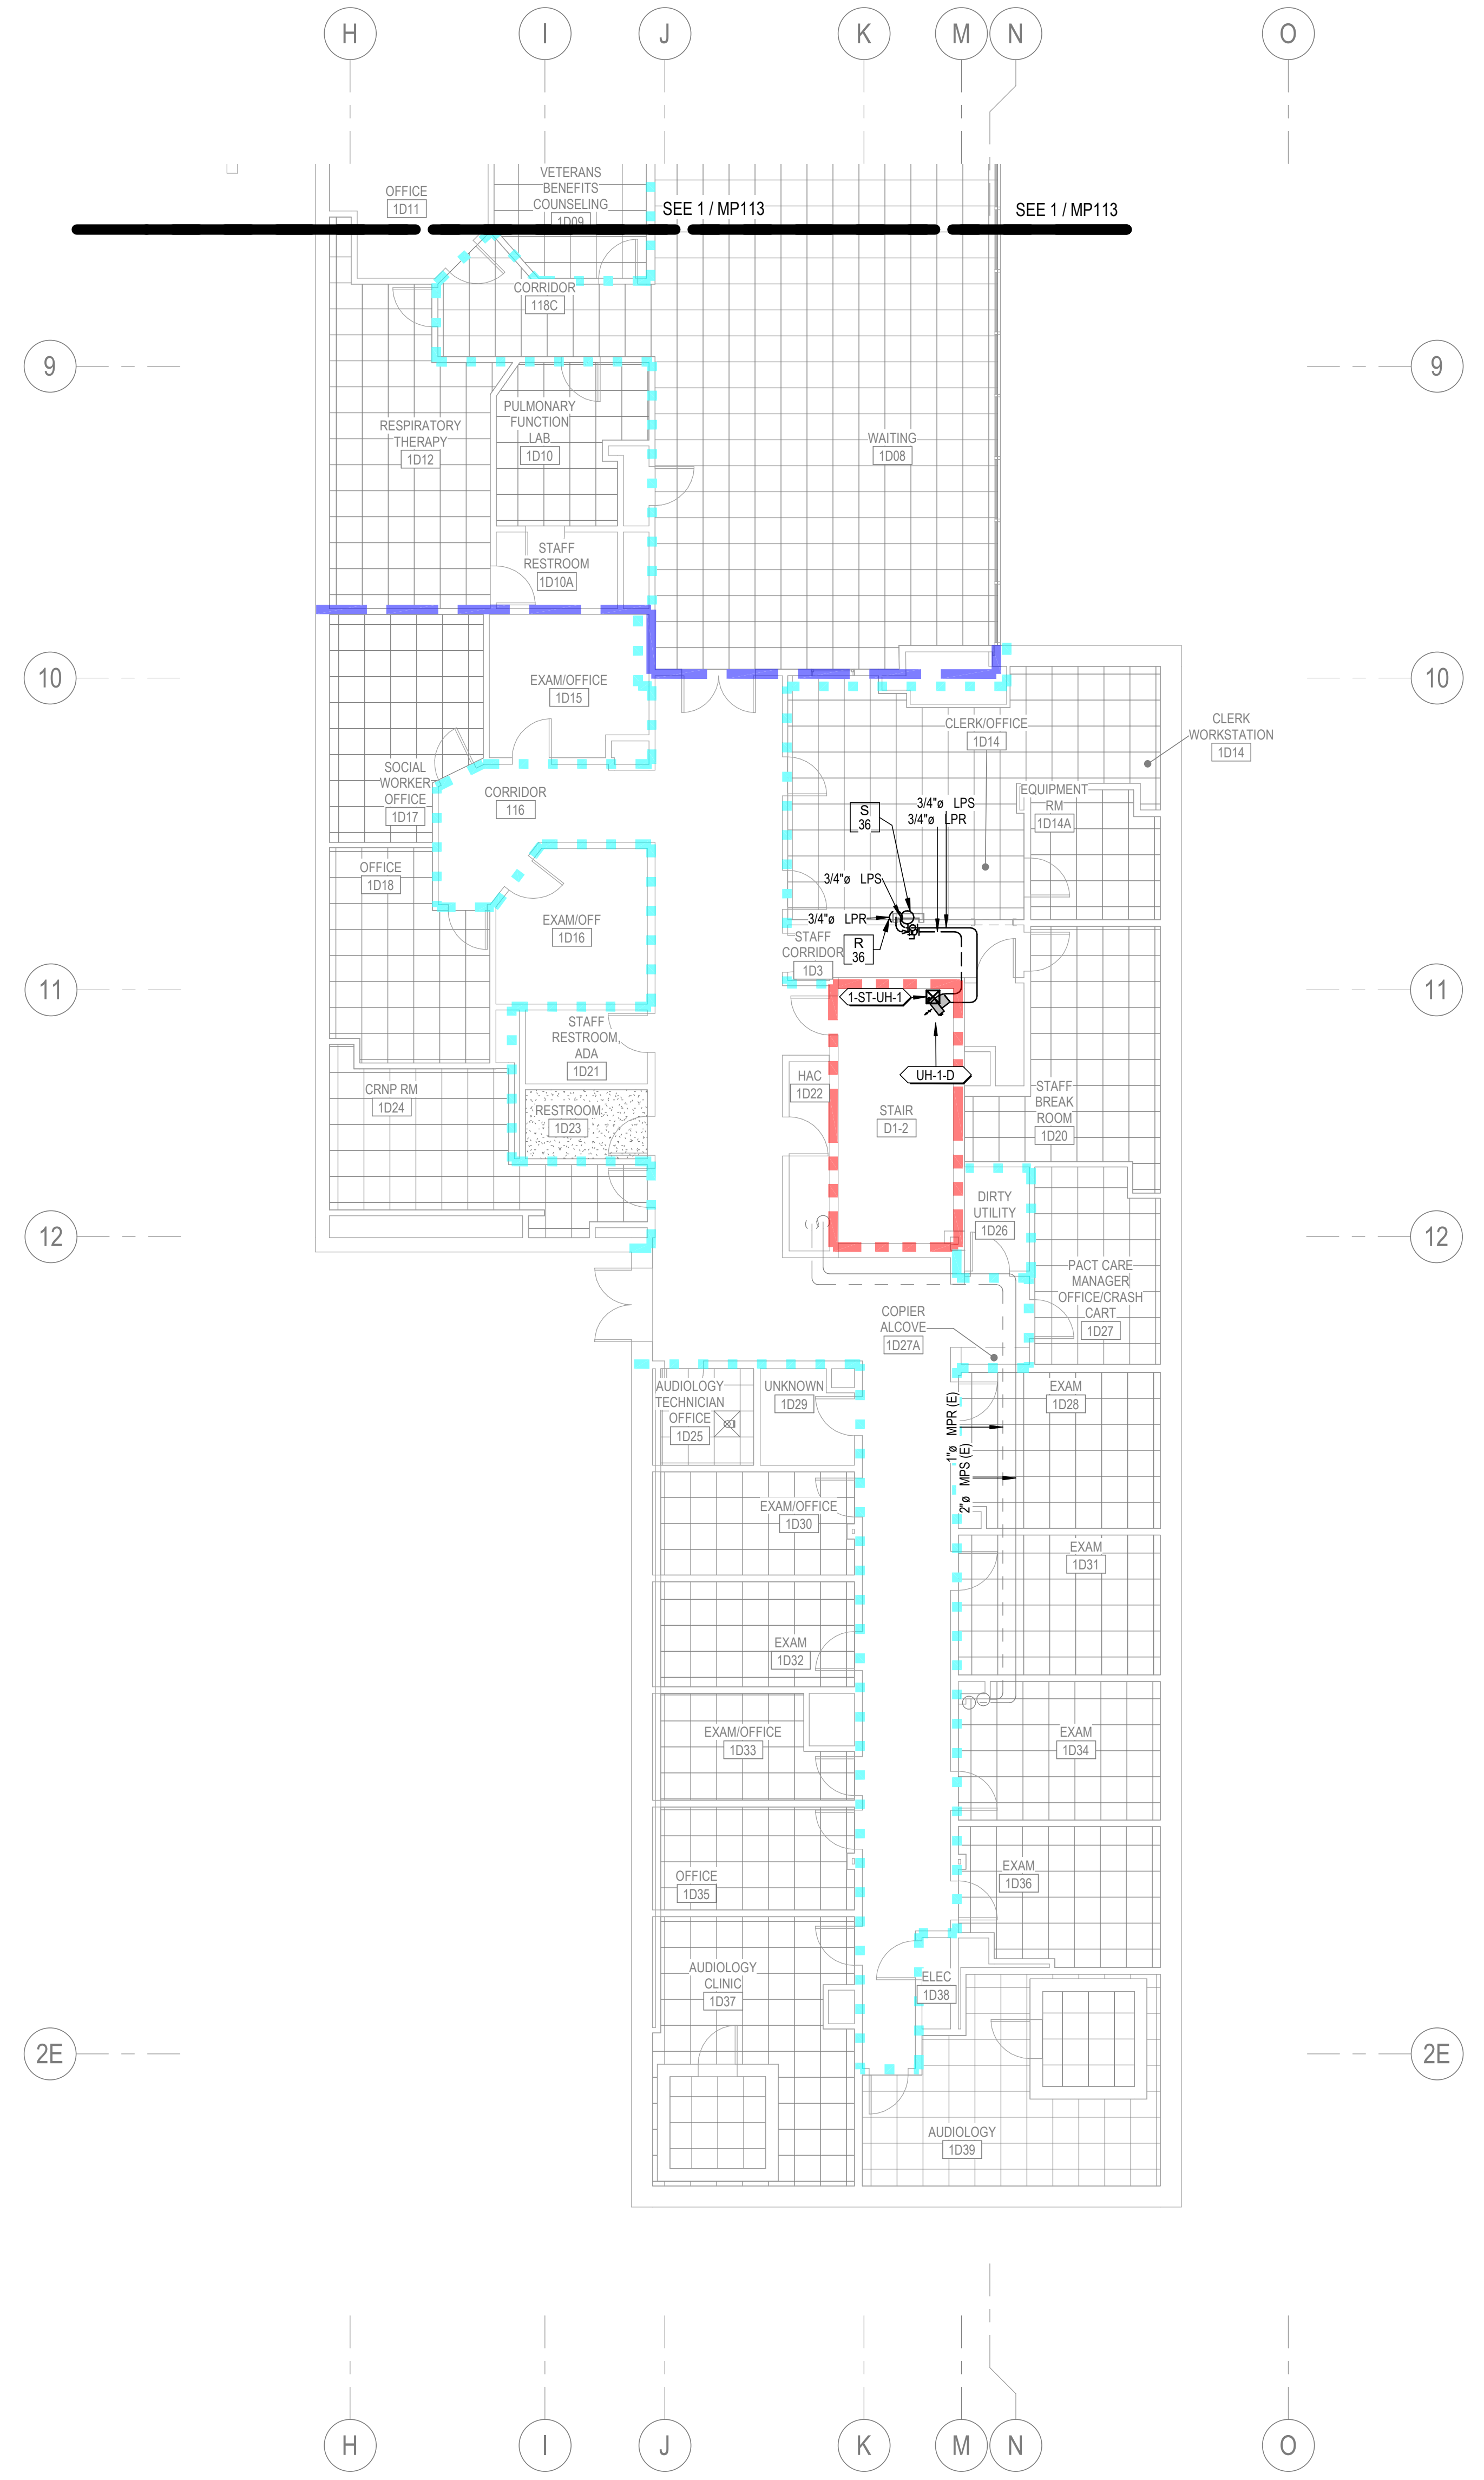 H
I
J
K
M
N
O
VETERANS
BENEFITS
COUNSELING
1D09
OFFICE
1D11
SEE 1 / MP113
SEE 1 / MP113
CORRIDOR
118C
9
9
PULMONARY
FUNCTION
LAB
1D10
RESPIRATORY
THERAPY
1D12
WAITING
1D08
STAFF
RESTROOM
1D10A
10
10
EXAM/OFFICE
1D15
CLERK/OFFICE
1D14
CLERK
WORKSTATION
1D14
SOCIAL
WORKER
OFFICE
1D17
CORRIDOR
116
EQUIPMENT
RM
1D14A
3/4"ø LPS
3/4"ø LPR
S
36
OFFICE
1D18
3/4"ø LPS
EXAM/OFF
1D16
3/4"ø LPR
STAFF
CORRIDOR
1D3
R
36
11
11
1-ST-UH-1
STAFF
RESTROOM,
ADA
1D21
HAC
1D22
UH-1-D
CRNP RM
1D24
RESTROOM
1D23
STAIR
D1-2
STAFF
BREAK
ROOM
1D20
DIRTY
UTILITY
1D26
12
12
PACT CARE
MANAGER
OFFICE/CRASH
CART
1D27
COPIER
ALCOVE
1D27A
AUDIOLOGY
TECHNICIAN
OFFICE
1D25
UNKNOWN
1D29
EXAM
1D28
1"ø MPR (E)
2"ø MPS (E)
EXAM/OFFICE
1D30
EXAM
1D31
EXAM
1D32
EXAM/OFFICE
1D33
EXAM
1D34
OFFICE
1D35
EXAM
1D36
AUDIOLOGY
CLINIC
1D37
ELEC
1D38
2E
2E
AUDIOLOGY
1D39
H
I
J
K
M
N
O